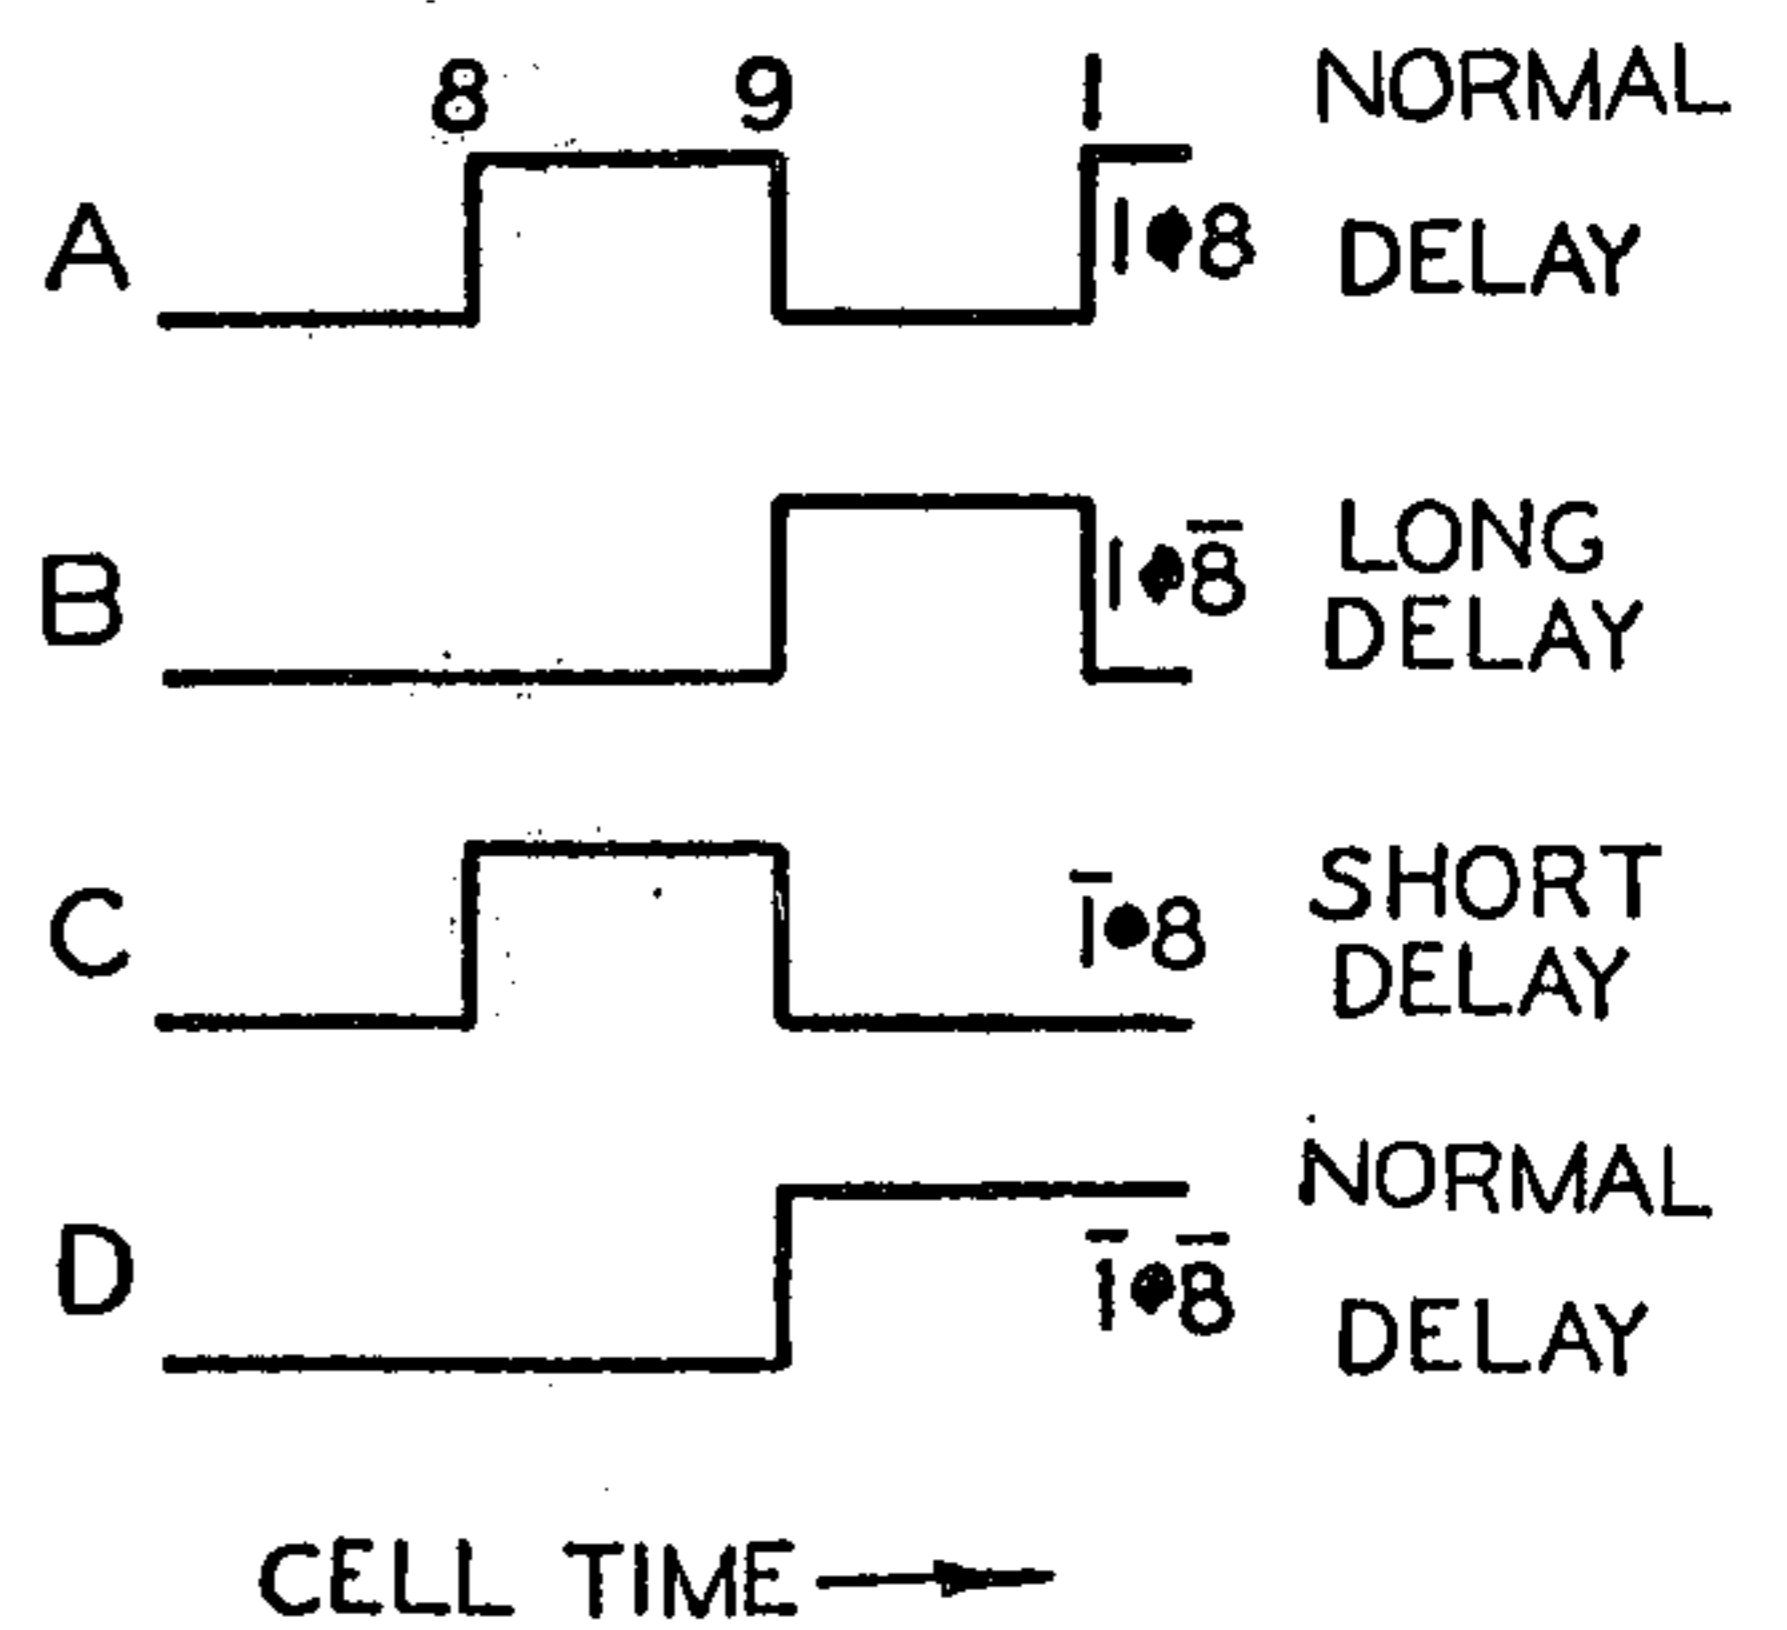 8 9 1 NORMAL
A 1•8 DELAY
LONG
B 1•8̅ DELAY
SHORT
C 1̅•8 DELAY
NORMAL
D 1̅•8̅ DELAY
CELL TIME